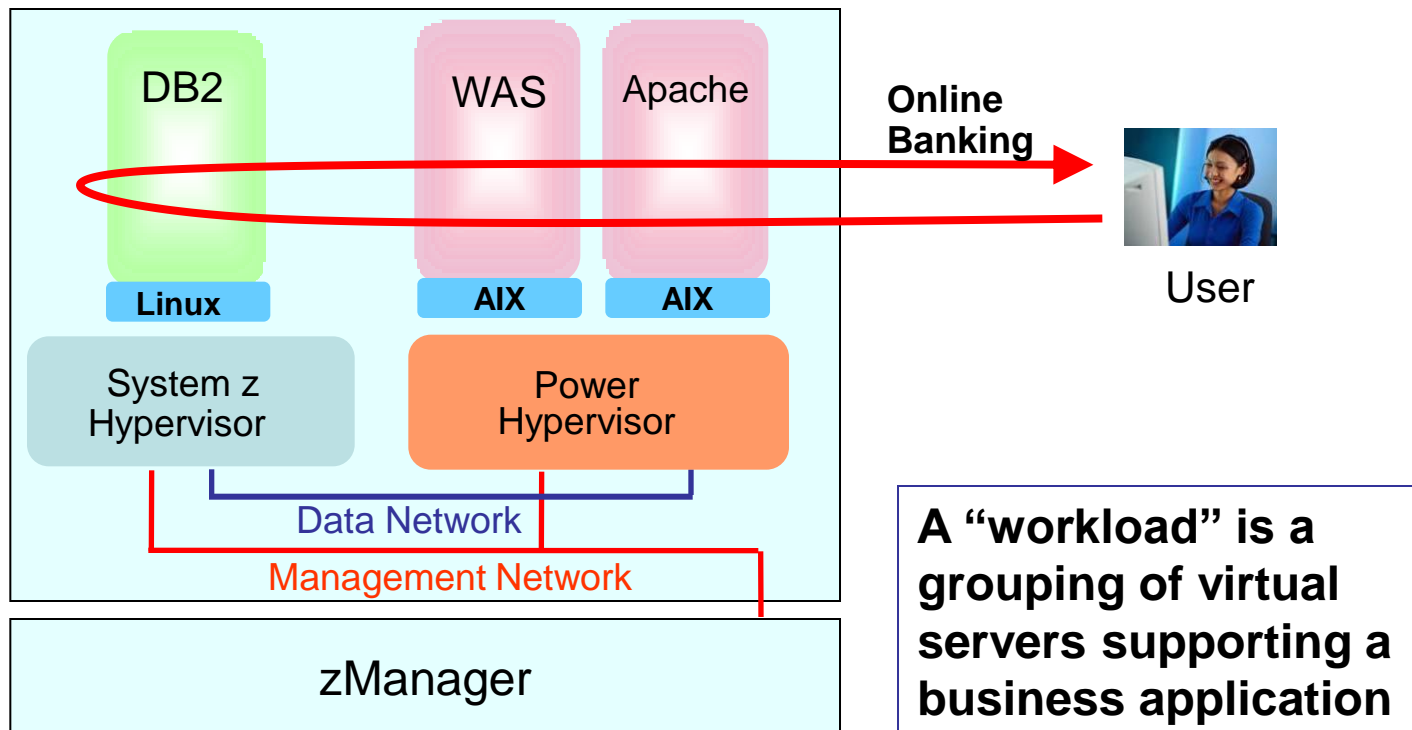 DB2
WAS
Apache
Online
Banking
User
Linux
AIX
AIX
System z
Hypervisor
Power
Hypervisor
Data Network
Management Network
zManager
A “workload” is a
grouping of virtual
servers supporting a
business application